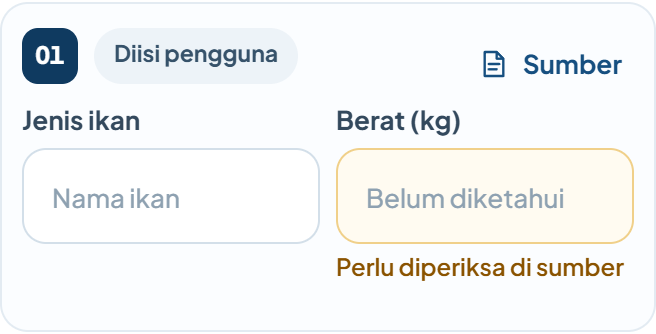 01 Diisi pengguna Sumber
Jenis ikan Berat (kg)
Nama ikan Belum diketahui
Perlu diperiksa di sumber